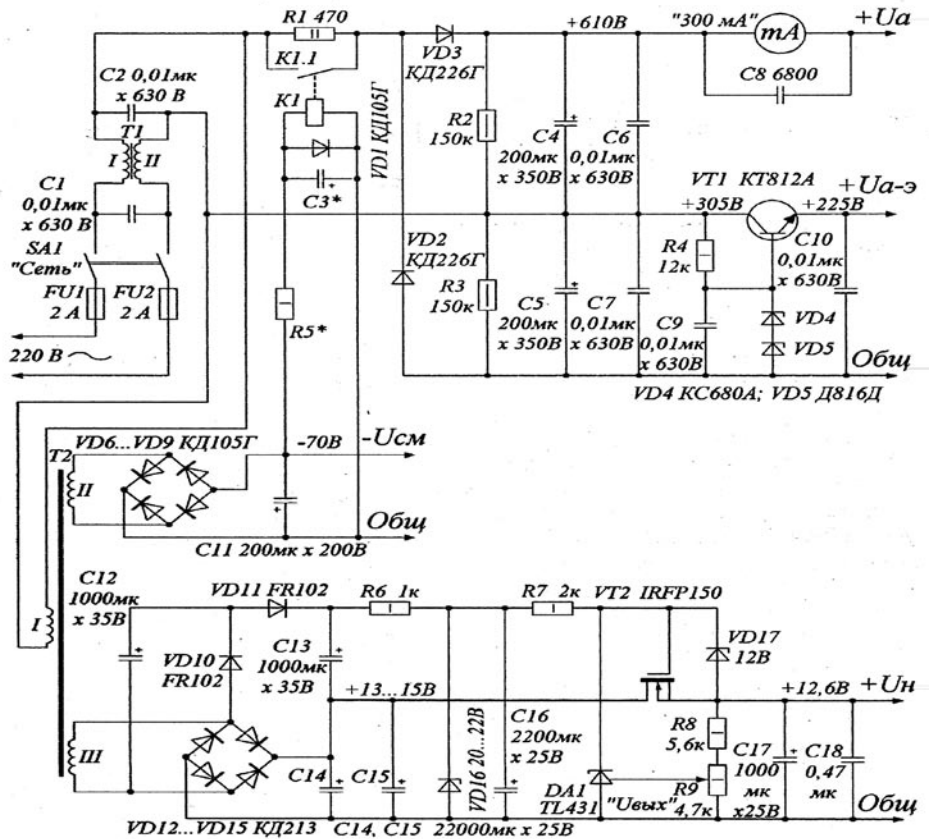 R1 470
K1.1
K1
VD1 КД105Г
C3*
R5*
C2 0,01мк
x 630 В
T1
I
II
C1
0,01мк
x 630 В
SA1
"Сеть"
FU1
2 А
FU2
2 А
220 В
VD3
КД226Г
+610В
"300 мА"
mA
+Uа
C8 6800
R2
150к
C4
200мк
x 350В
C6
0,01мк
x 630В
VT1 КТ812А
+Uа-э
+305В
+225В
VD2
КД226Г
R3
150к
C5
200мк
x 350В
C7
0,01мк
x 630В
R4
12к
C9
0,01мк
x 630В
C10
0,01мк
x 630В
VD4
VD5
Общ
VD4 КС680А; VD5 Д816Д
VD6...VD9 КД105Г
-70В
-Uсм
T2
II
Общ
C11 200мк x 200В
C12
1000мк
x 35В
I
VD11 FR102
R6 1к
R7 2к
VT2 IRFP150
VD10
FR102
C13
1000мк
x 35В
VD17
12В
+13...15В
+12,6В
+Uн
VD16 20...22В
C16
2200мк
x 25В
R8
5,6к
C17
1000
мк
x25В
C18
0,47
мк
III
C14
C15
DA1
TL431
"Uвых"
R9
4,7к
Общ
VD12...VD15 КД213
C14, C15 22000мк x 25В